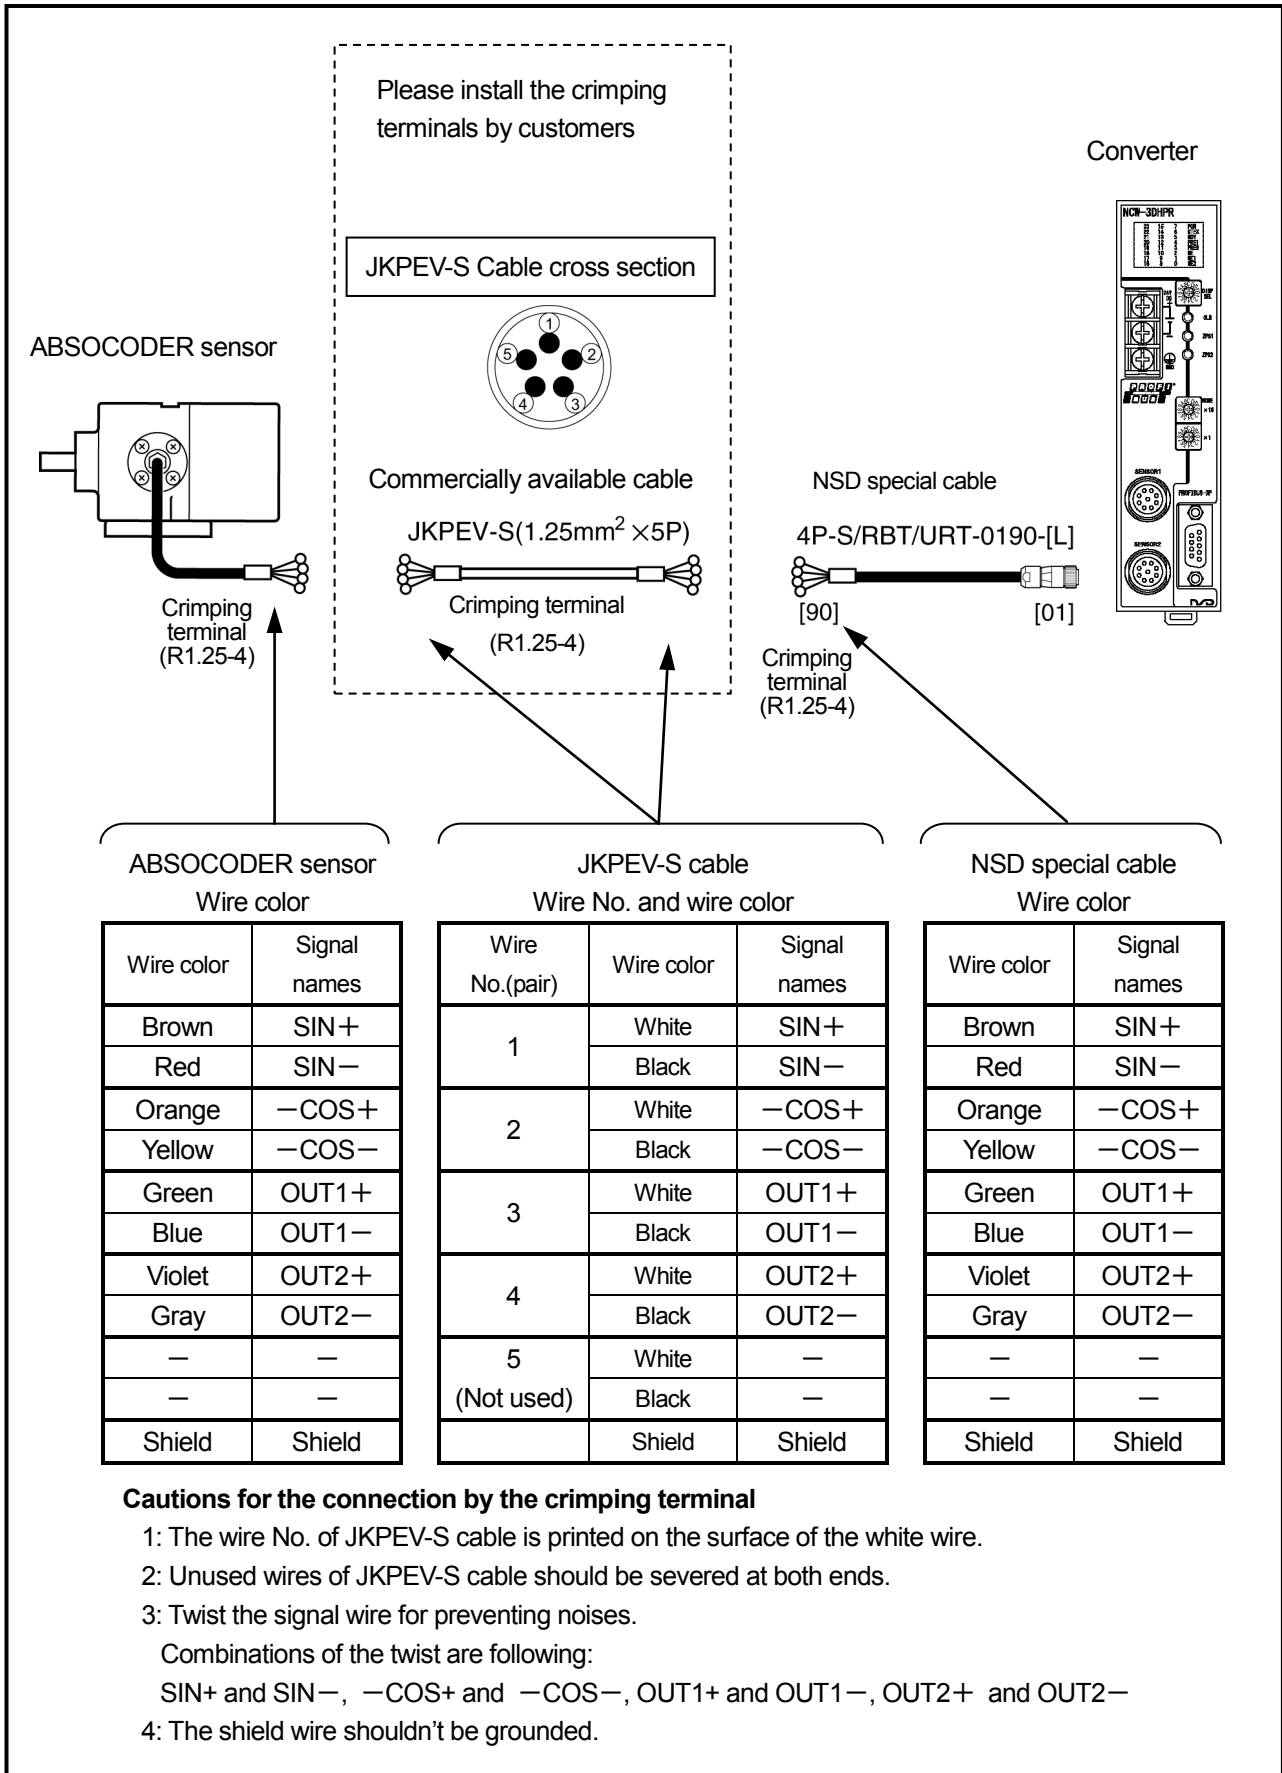 Please install the crimping
terminals by customers
Converter
NCW-3DHPR
JKPEV-S Cable cross section
1
5 2
4 3
ABSOCODER sensor
Commercially available cable
JKPEV-S(1.25mm² ×5P)
NSD special cable
4P-S/RBT/URT-0190-[L]
SENSOR1
PROFIBUS-DP
SENSOR2
[90] [01]
Crimping
terminal
(R1.25-4)
Crimping terminal
(R1.25-4)
Crimping
terminal
(R1.25-4)
ABSOCODER sensor
Wire color
Wire color Signal names
Brown SIN+
Red SIN−
Orange −COS+
Yellow −COS−
Green OUT1+
Blue OUT1−
Violet OUT2+
Gray OUT2−
− −
− −
Shield Shield
JKPEV-S cable
Wire No. and wire color
Wire No.(pair) Wire color Signal names
1 White SIN+
Black SIN−
2 White −COS+
Black −COS−
3 White OUT1+
Black OUT1−
4 White OUT2+
Black OUT2−
5 (Not used) White −
Black −
Shield Shield
NSD special cable
Wire color
Wire color Signal names
Brown SIN+
Red SIN−
Orange −COS+
Yellow −COS−
Green OUT1+
Blue OUT1−
Violet OUT2+
Gray OUT2−
− −
− −
Shield Shield
Cautions for the connection by the crimping terminal
1: The wire No. of JKPEV-S cable is printed on the surface of the white wire.
2: Unused wires of JKPEV-S cable should be severed at both ends.
3: Twist the signal wire for preventing noises.
Combinations of the twist are following:
SIN+ and SIN−, −COS+ and −COS−, OUT1+ and OUT1−, OUT2+ and OUT2−
4: The shield wire shouldn't be grounded.